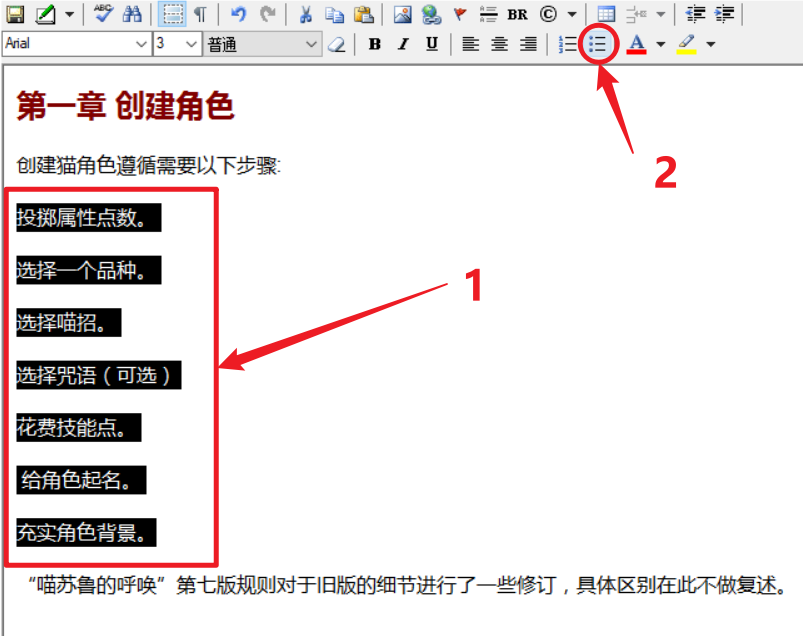 ABC
BR
©
Arial
3
普通
B I U
A
第一章 创建角色
创建猫角色遵循需要以下步骤:
投掷属性点数。
选择一个品种。
选择喵招。
选择咒语（可选）
花费技能点。
给角色起名。
充实角色背景。
1
2
“喵苏鲁的呼唤”第七版规则对于旧版的细节进行了一些修订，具体区别在此不做复述。